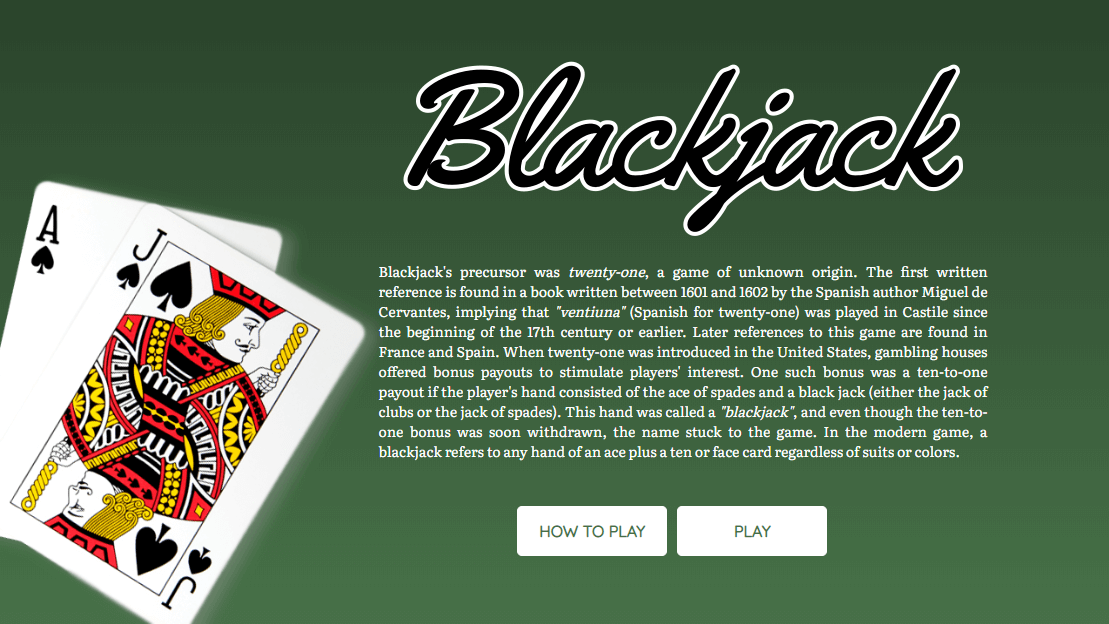 Blackjack
A
J
Blackjack's precursor was twenty-one, a game of unknown origin. The first written
reference is found in a book written between 1601 and 1602 by the Spanish author Miguel de
Cervantes, implying that "ventiuna" (Spanish for twenty-one) was played in Castile since
the beginning of the 17th century or earlier. Later references to this game are found in
France and Spain. When twenty-one was introduced in the United States, gambling houses
offered bonus payouts to stimulate players' interest. One such bonus was a ten-to-one
payout if the player's hand consisted of the ace of spades and a black jack (either the jack of
clubs or the jack of spades). This hand was called a "blackjack", and even though the ten-to-
one bonus was soon withdrawn, the name stuck to the game. In the modern game, a
blackjack refers to any hand of an ace plus a ten or face card regardless of suits or colors.
HOW TO PLAY
PLAY
J